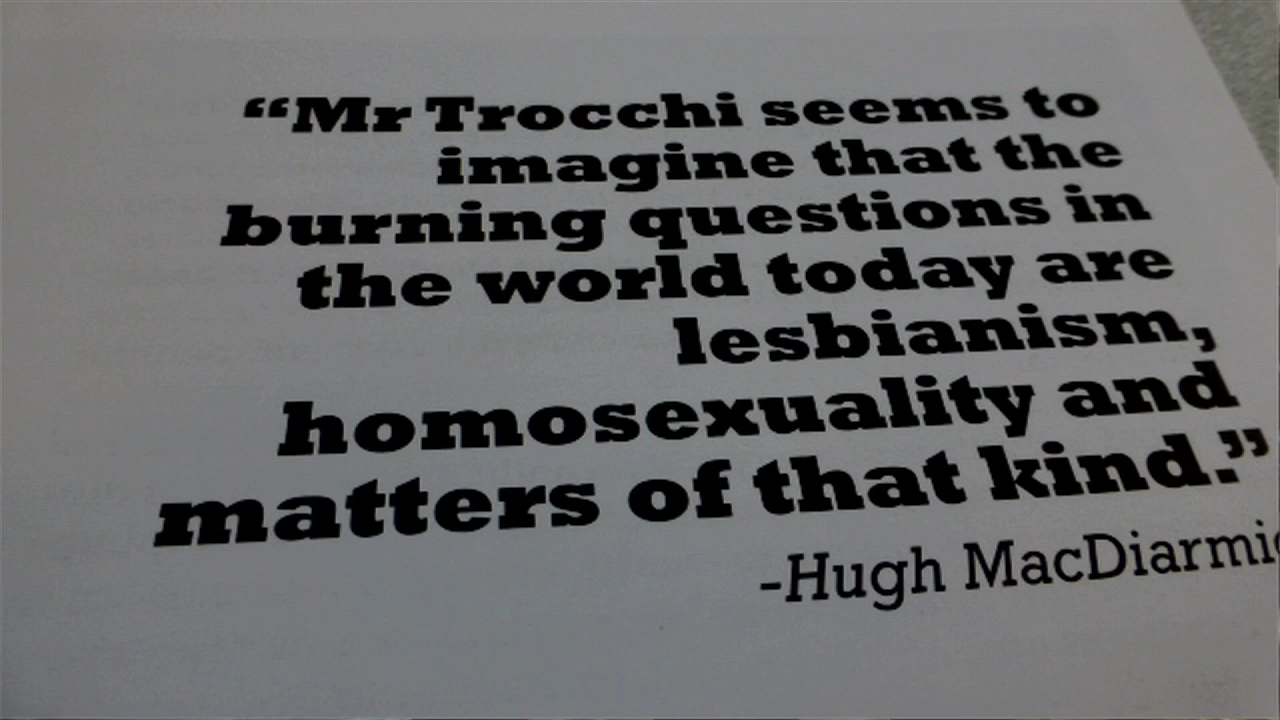 “Mr Trocchi seems to
imagine that the
burning questions in
the world today are
lesbianism,
homosexuality and
matters of that kind.”
-Hugh MacDiarmid